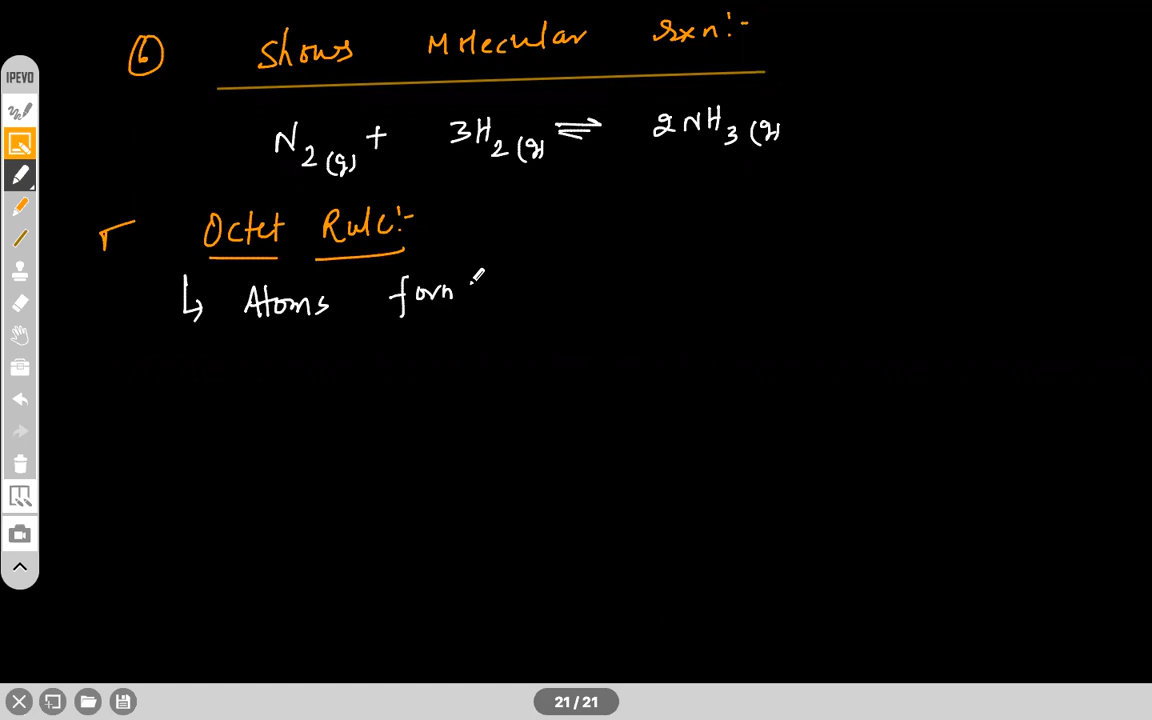 ⑥ Shows Molecular rxn:-
N2(g) + 3H2(g) ⇌ 2NH3(g)
Octet Rule:-
↳ Atoms form
IPEVO
21/21